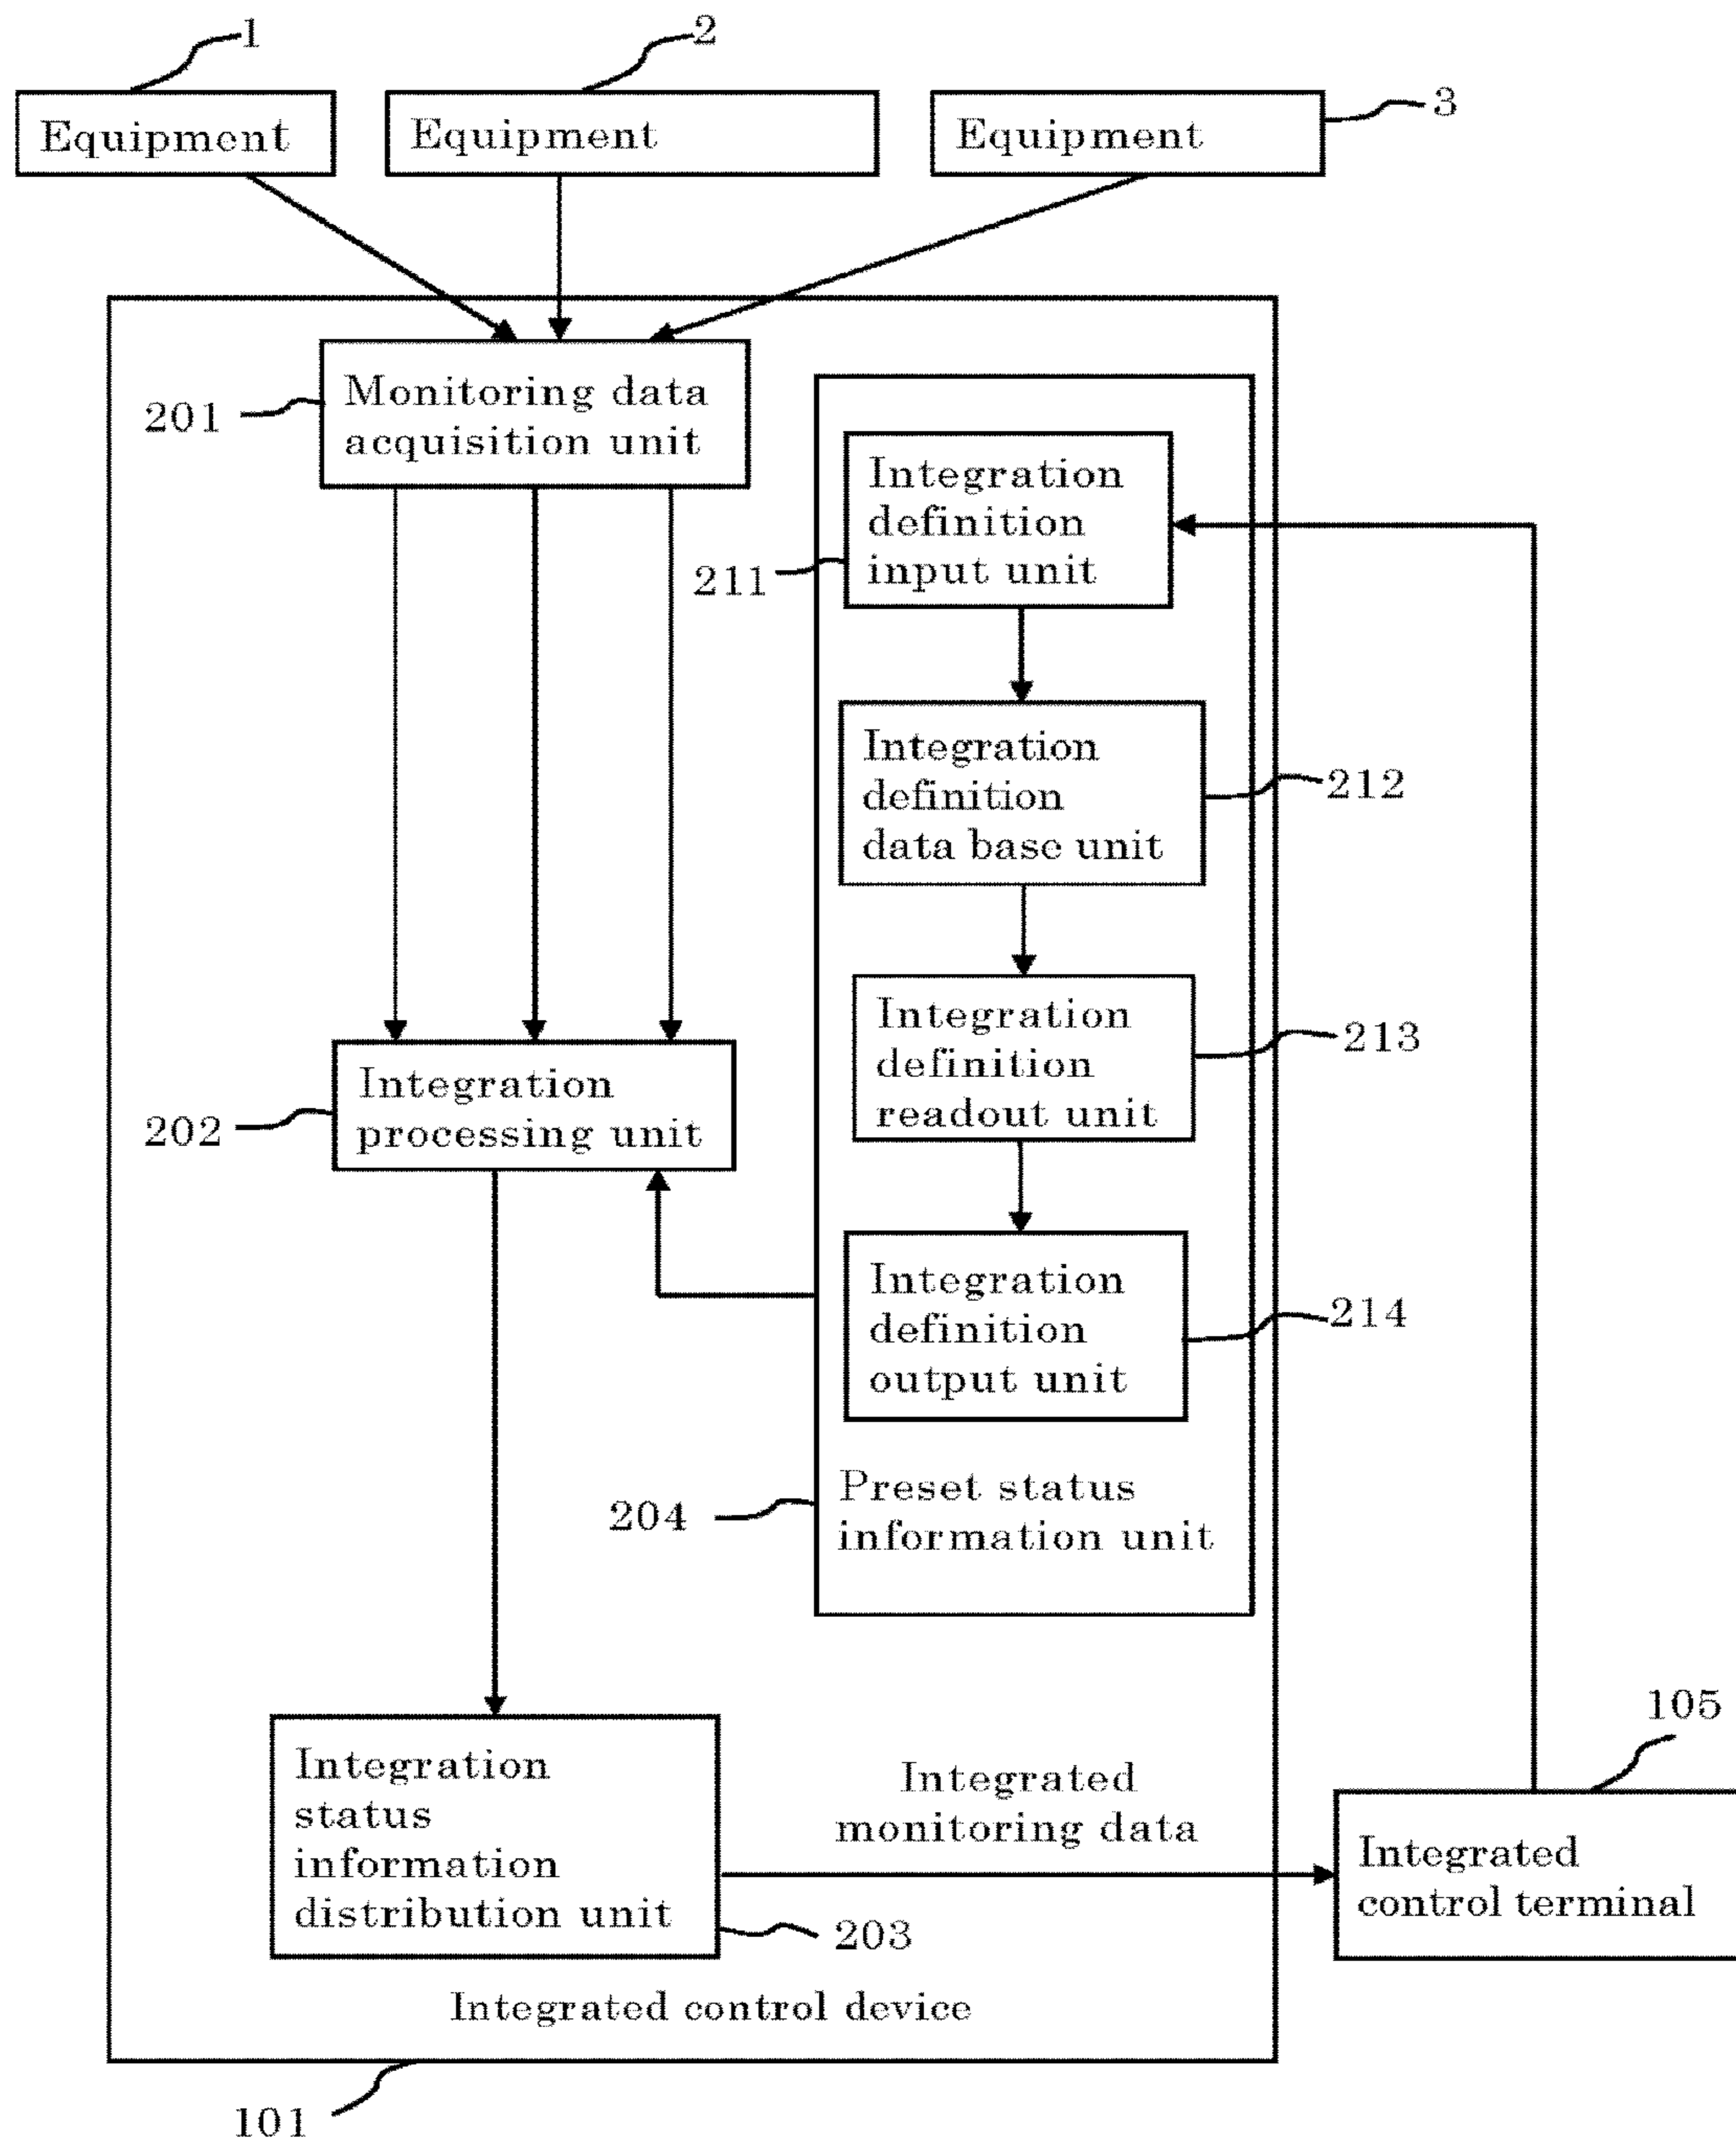 1
2
3
Equipment
Equipment
Equipment
201
Monitoring data
acquisition unit
211
Integration
definition
input unit
212
Integration
definition
data base unit
213
Integration
definition
readout unit
202
Integration
processing unit
214
Integration
definition
output unit
204
Preset status
information unit
105
Integration
status
information
distribution unit
203
Integrated
monitoring data
Integrated
control terminal
Integrated control device
101